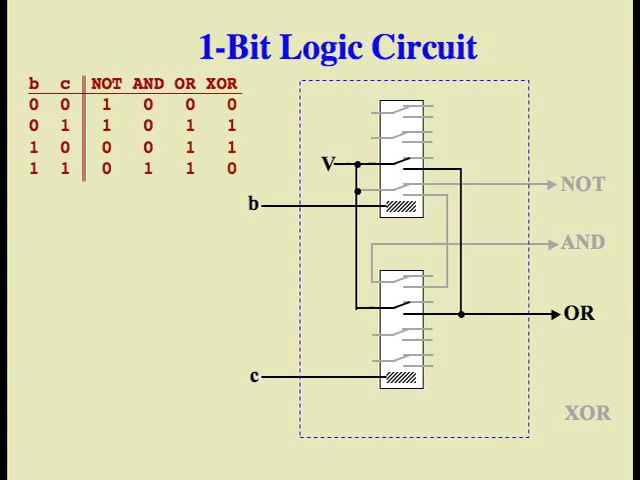 1-Bit Logic Circuit
b c NOT AND OR XOR
0 0 1 0 0 0
0 1 1 0 1 1
1 0 0 0 1 1
1 1 0 1 1 0
V
NOT
b
AND
OR
c
XOR